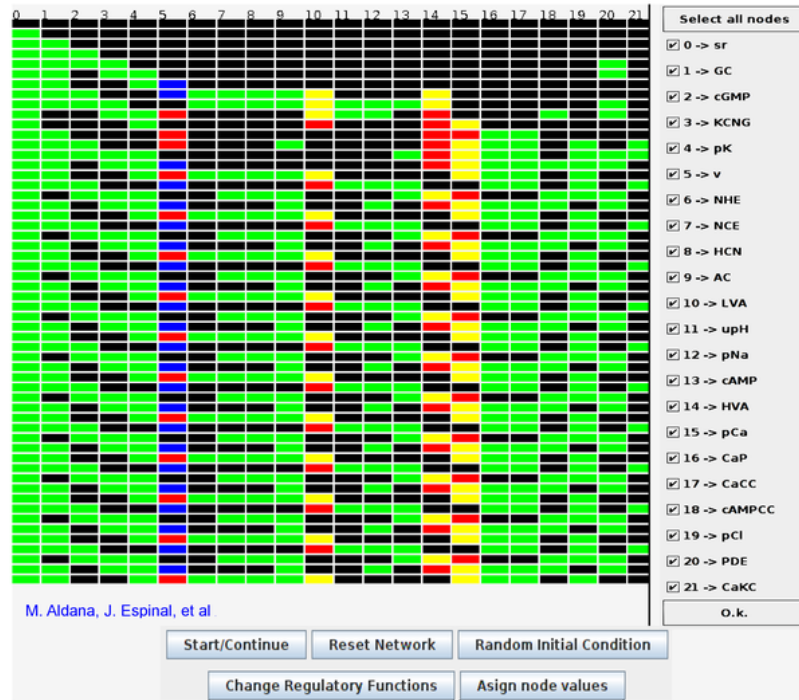 0 1 2 3 4 5 6 7 8 9 10 11 12 13 14 15 16 17 18 19 20 21
Select all nodes
0 -> sr
1 -> GC
2 -> cGMP
3 -> KCNG
4 -> pK
5 -> v
6 -> NHE
7 -> NCE
8 -> HCN
9 -> AC
10 -> LVA
11 -> upH
12 -> pNa
13 -> cAMP
14 -> HVA
15 -> pCa
16 -> CaP
17 -> CaCC
18 -> cAMPCC
19 -> pCl
20 -> PDE
21 -> CaKC
O.k.
M. Aldana, J. Espinal, et al
Start/Continue Reset Network Random Initial Condition
Change Regulatory Functions Asign node values